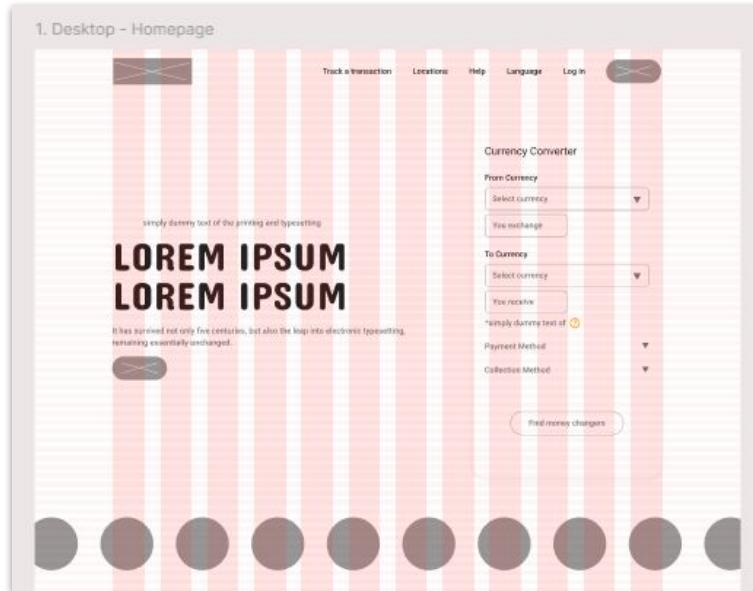 1. Desktop - Homepage
Track a transaction Locations Help Language Log in
Currency Converter
From Currency
Select currency
You exchange
To Currency
Select currency
You receive
*simply dummy text of ?
Payment Method
Collection Method
Find money changers
simply dummy text of the printing and typesetting
LOREM IPSUM
LOREM IPSUM
It has survived not only five centuries, but also the leap into electronic typesetting,
remaining essentially unchanged.